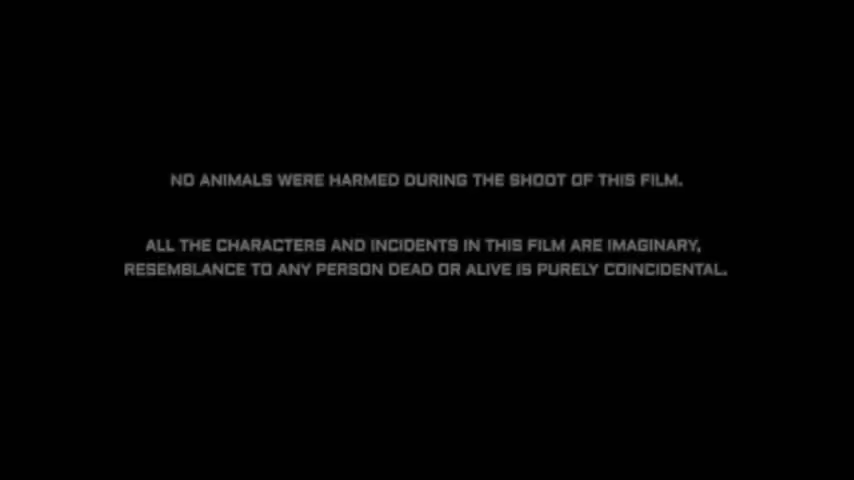 NO ANIMALS WERE HARMED DURING THE SHOOT OF THIS FILM.
ALL THE CHARACTERS AND INCIDENTS IN THIS FILM ARE IMAGINARY,
RESEMBLANCE TO ANY PERSON DEAD OR ALIVE IS PURELY COINCIDENTAL.